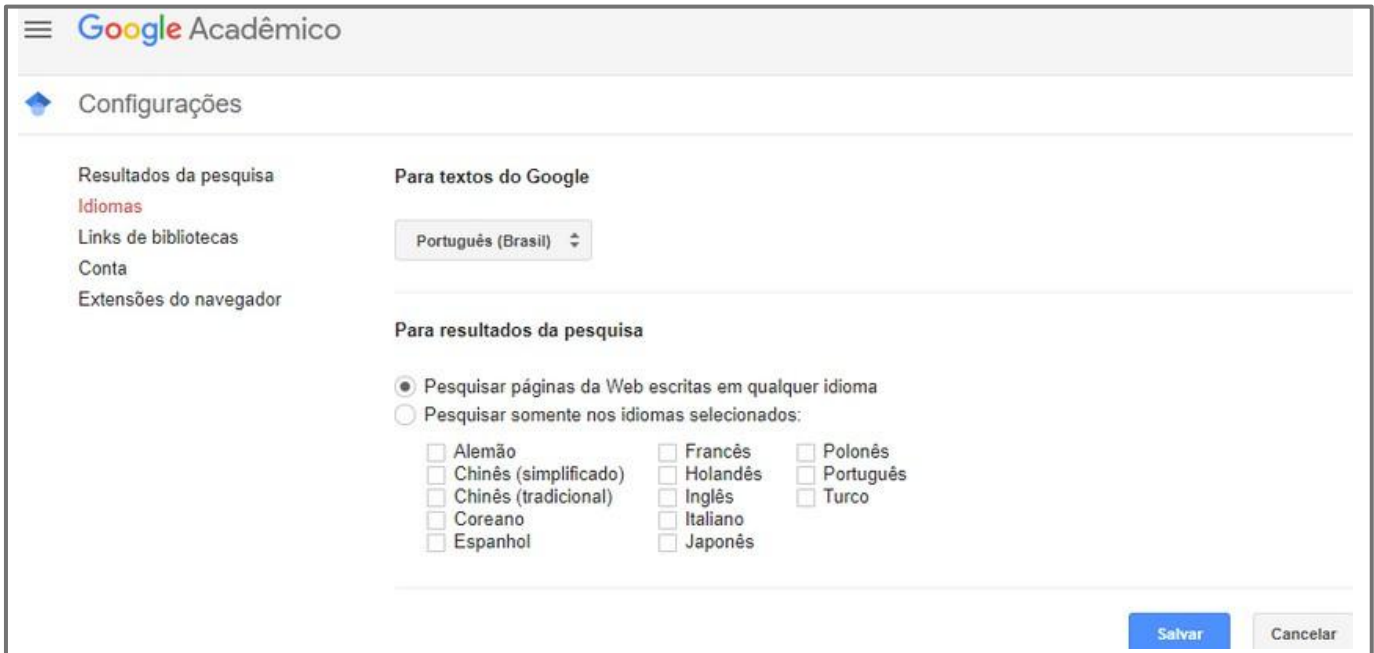 Google Acadêmico
Configurações
Resultados da pesquisa
Idiomas
Links de bibliotecas
Conta
Extensões do navegador
Para textos do Google
Português (Brasil)
Para resultados da pesquisa
Pesquisar páginas da Web escritas em qualquer idioma
Pesquisar somente nos idiomas selecionados:
Alemão
Chinês (simplificado)
Chinês (tradicional)
Coreano
Espanhol
Francês
Holandês
Inglês
Italiano
Japonês
Polonês
Português
Turco
Salvar
Cancelar